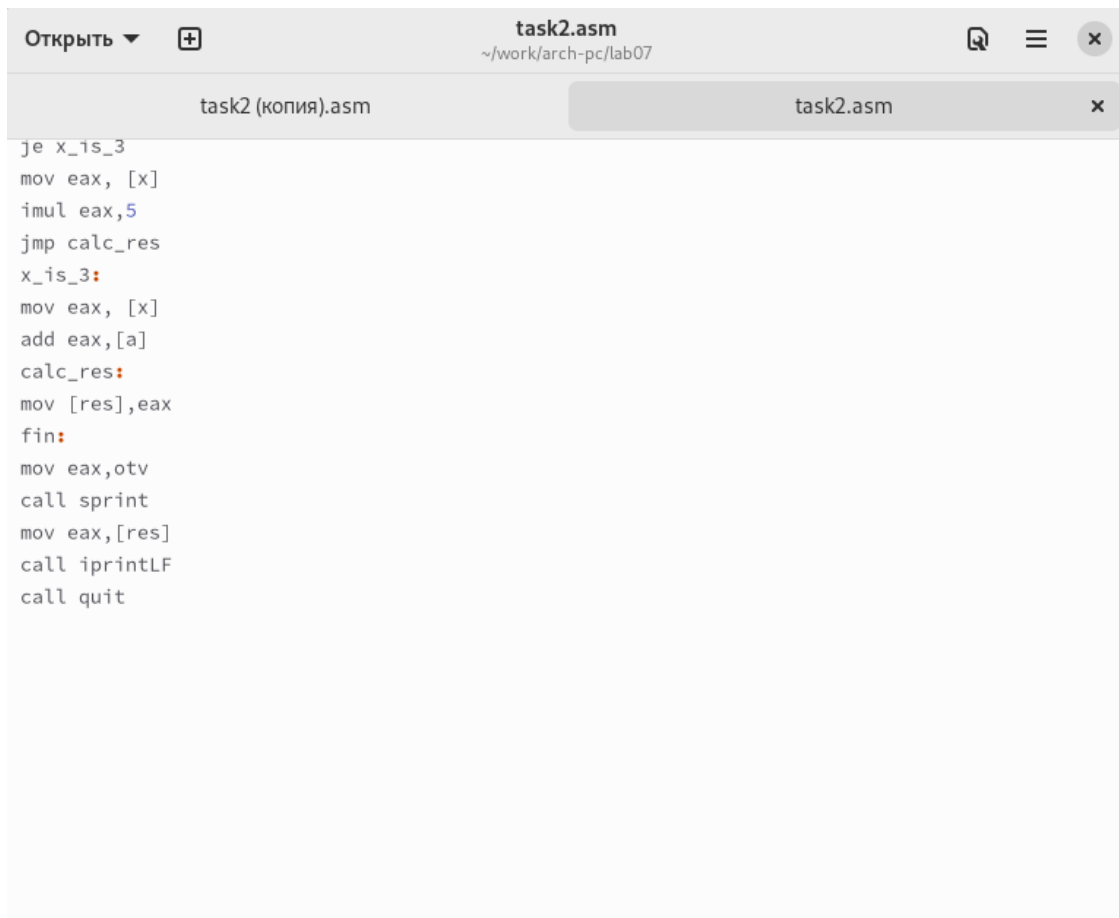 Открыть
task2.asm
~/work/arch-pc/lab07
task2 (копия).asm
task2.asm
je x_is_3
mov eax, [x]
imul eax,5
jmp calc_res
x_is_3:
mov eax, [x]
add eax,[a]
calc_res:
mov [res],eax
fin:
mov eax,otv
call sprint
mov eax,[res]
call iprintLF
call quit